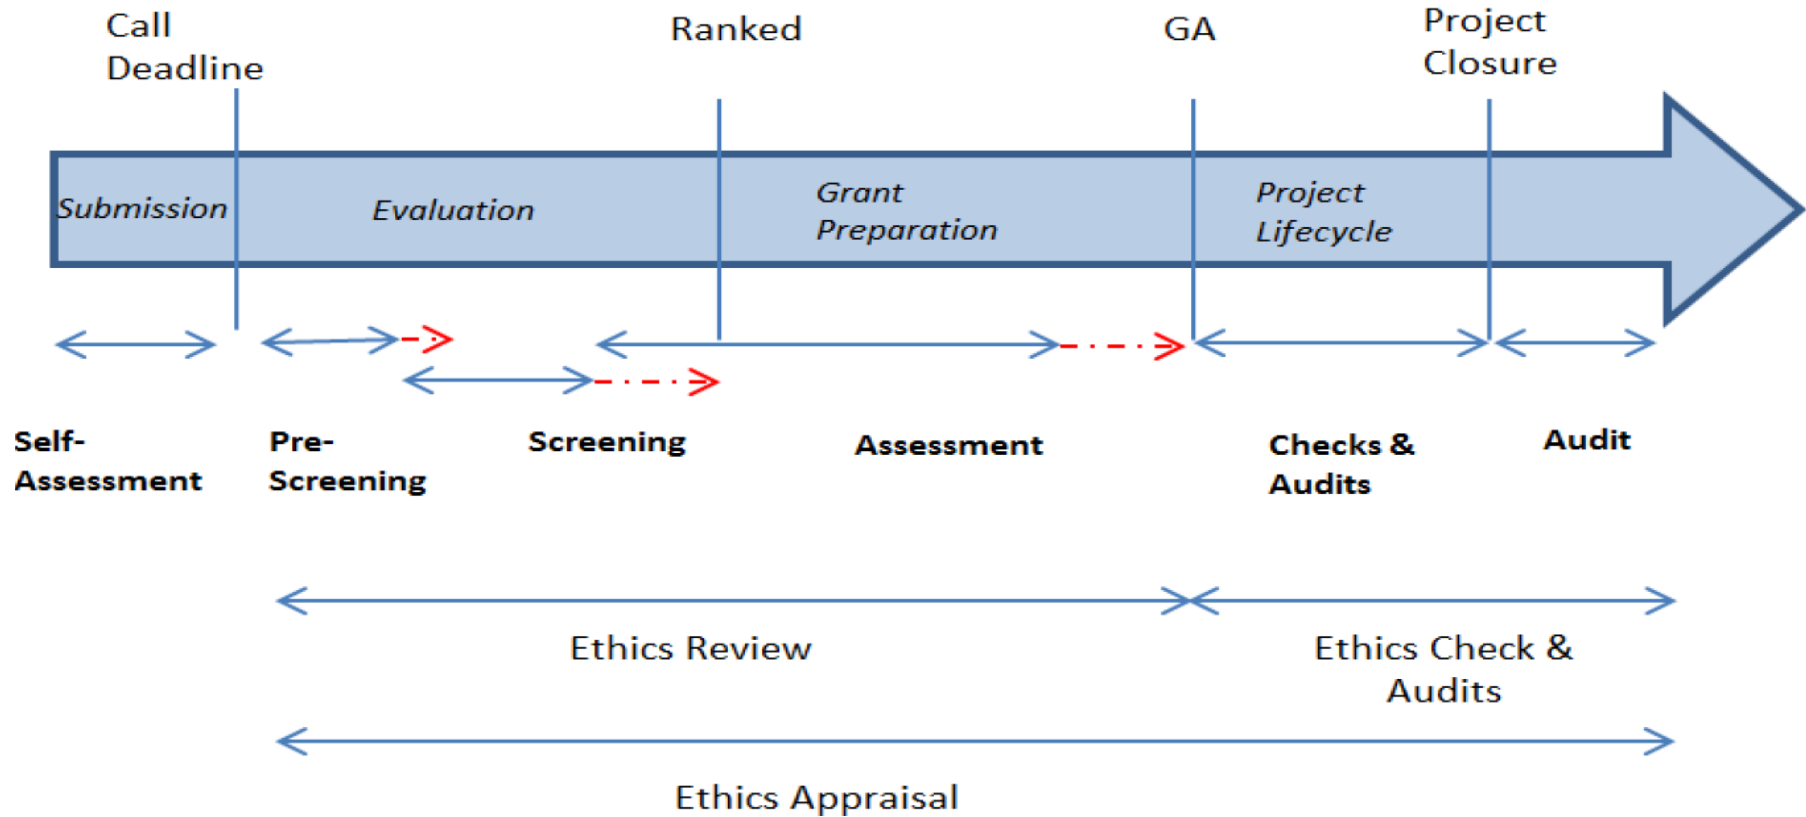 Call
Deadline
Ranked
GA
Project
Closure
Submission
Evaluation
Grant
Preparation
Project
Lifecycle
Self-
Assessment
Pre-
Screening
Screening
Assessment
Checks &
Audits
Audit
Ethics Review
Ethics Check &
Audits
Ethics Appraisal